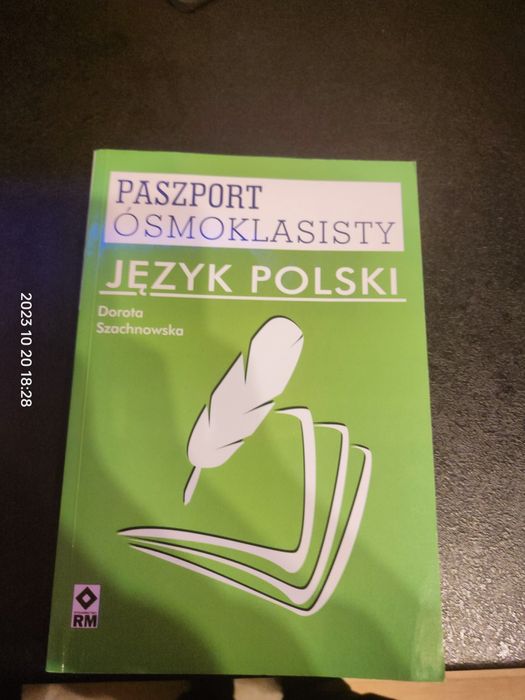 PASZPORT
ÓSMOKLASISTY
JĘZYK POLSKI
Dorota
Szachnowska
RM
2023 10 20 18:28